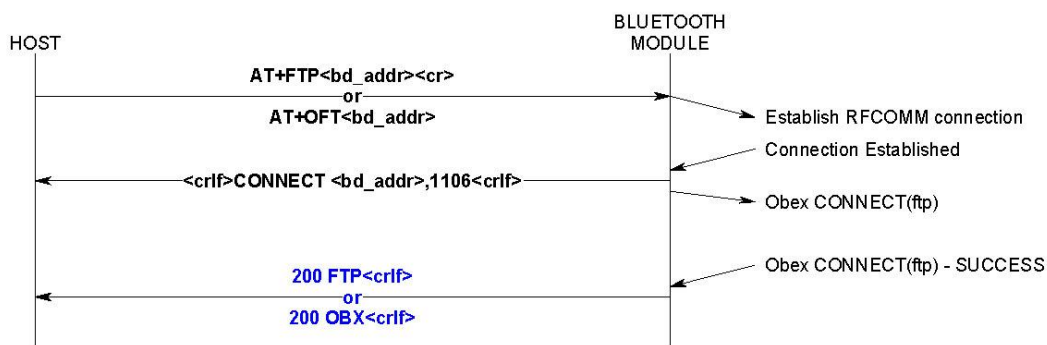 HOST
BLUETOOTH
MODULE
AT+FTP<bd_addr><cr>
or
AT+OFT<bd_addr>
Establish RFCOMM connection
Connection Established
<crlf>CONNECT <bd_addr>,1106<crlf>
Obex CONNECT(ftp)
Obex CONNECT(ftp) - SUCCESS
200 FTP<crlf>
or
200 OBX<crlf>